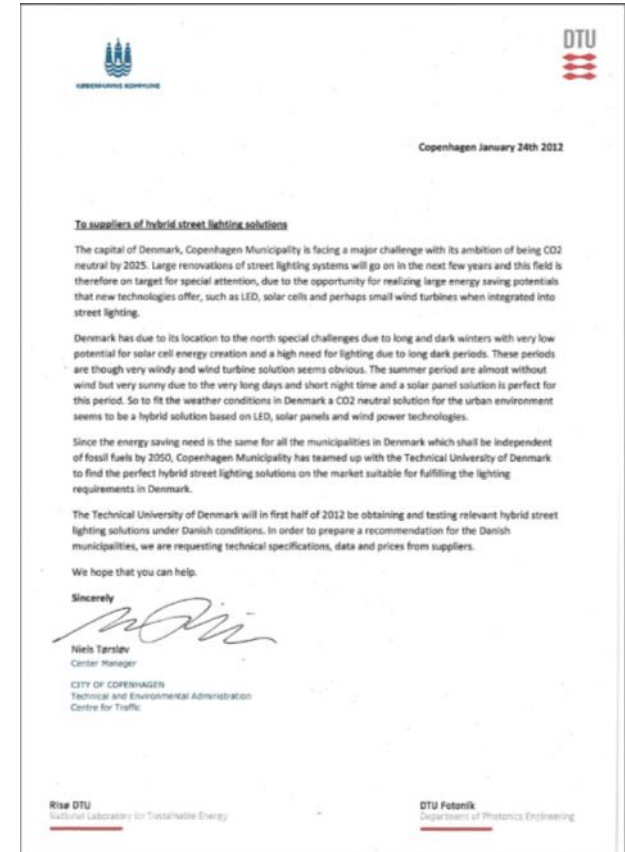 DTU
KØBENHAVNS KOMMUNE
Copenhagen January 24th 2012
To suppliers of hybrid street lighting solutions
The capital of Denmark, Copenhagen Municipality is facing a major challenge with its ambition of being CO2
neutral by 2025. Large renovations of street lighting systems will go on in the next few years and this field is
therefore on target for special attention, due to the opportunity for realizing large energy saving potentials
that new technologies offer, such as LED, solar cells and perhaps small wind turbines when integrated into
street lighting.
Denmark has due to its location to the north special challenges due to long and dark winters with very low
potential for solar cell energy creation and a high need for lighting due to long dark periods. These periods
are though very windy and wind turbine solution seems obvious. The summer period are almost without
wind but very sunny due to the very long days and short night time and a solar panel solution is perfect for
this period. So to fit the weather conditions in Denmark a CO2 neutral solution for the urban environment
seems to be a hybrid solution based on LED, solar panels and wind power technologies.
Since the energy saving need is the same for all the municipalities in Denmark which shall be independent
of fossil fuels by 2050, Copenhagen Municipality has teamed up with the Technical University of Denmark
to find the perfect hybrid street lighting solutions on the market suitable for fulfilling the lighting
requirements in Denmark.
The Technical University of Denmark will in first half of 2012 be obtaining and testing relevant hybrid street
lighting solutions under Danish conditions. In order to prepare a recommendation for the Danish
municipalities, we are requesting technical specifications, data and prices from suppliers.
We hope that you can help.
Sincerely
Niels Tørsløv
Center Manager
CITY OF COPENHAGEN
Technical and Environmental Administration
Centre for Traffic
Risø DTU
National Laboratory for Sustainable Energy
DTU Fotonik
Department of Photonics Engineering